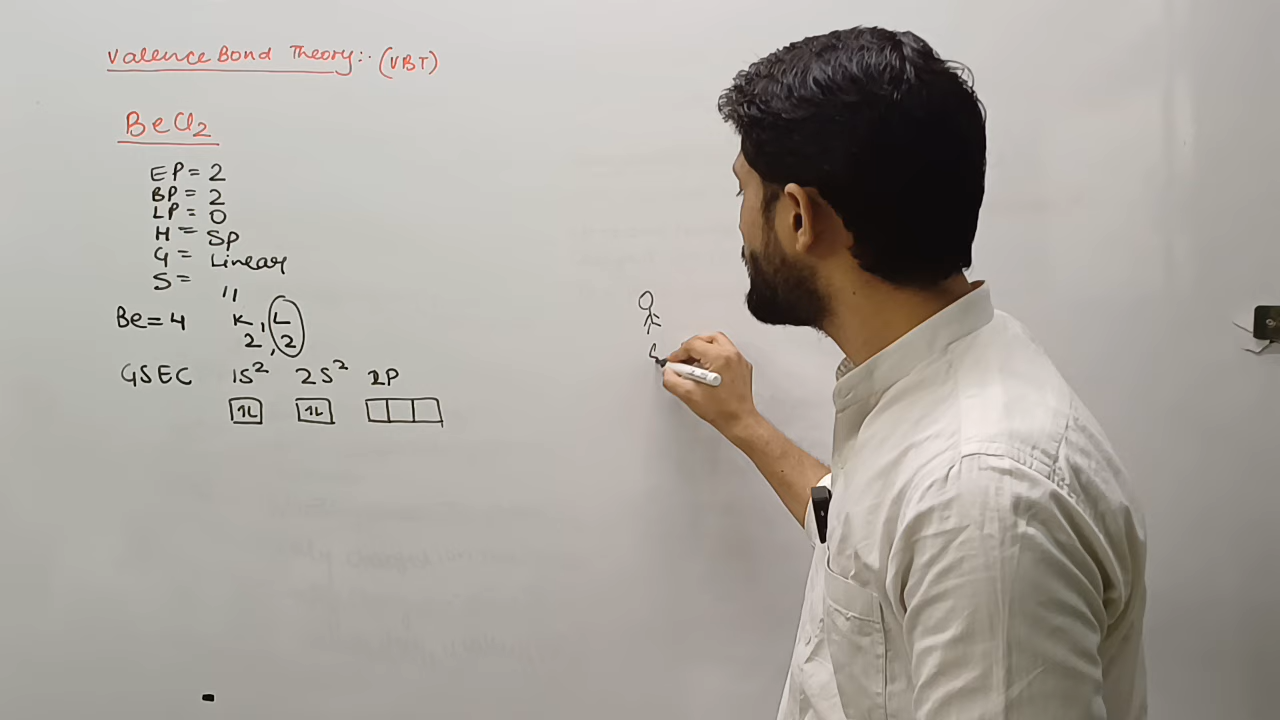 Valence Bond Theory:- (VBT)
BeCl2
EP = 2
BP = 2
LP = 0
H = Sp
G = Linear
S = "
Be = 4 K, L
2, 2
GSEC 1S² 2S² 2P
1L 1L